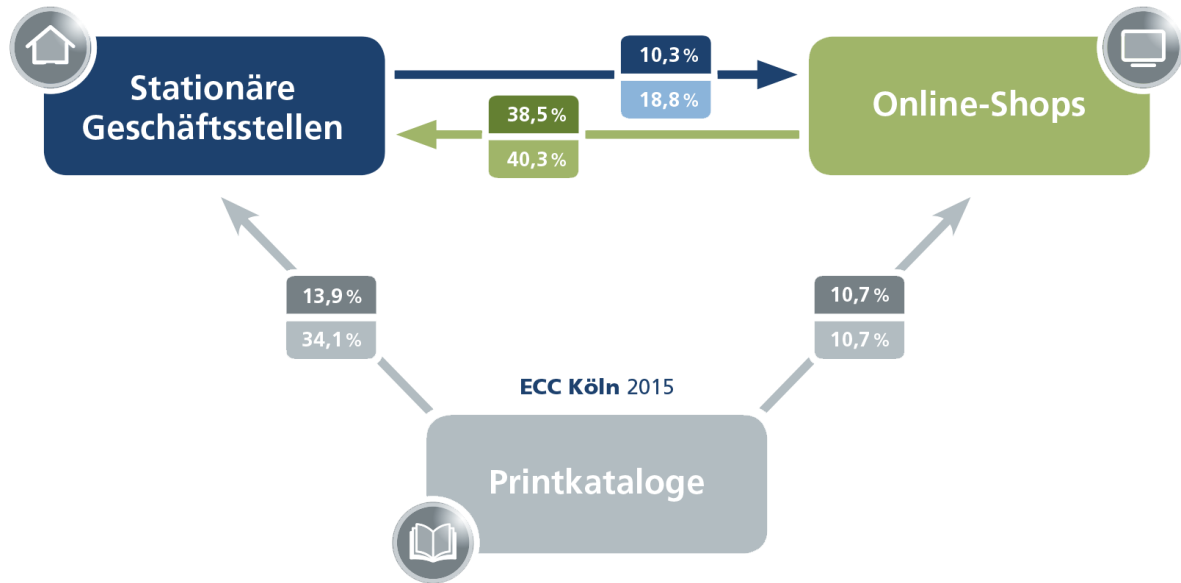 Stationäre
Geschäftsstellen
10,3 %
18,8 %
38,5 %
40,3 %
Online-Shops
13,9 %
34,1 %
10,7 %
10,7 %
ECC Köln 2015
Printkataloge